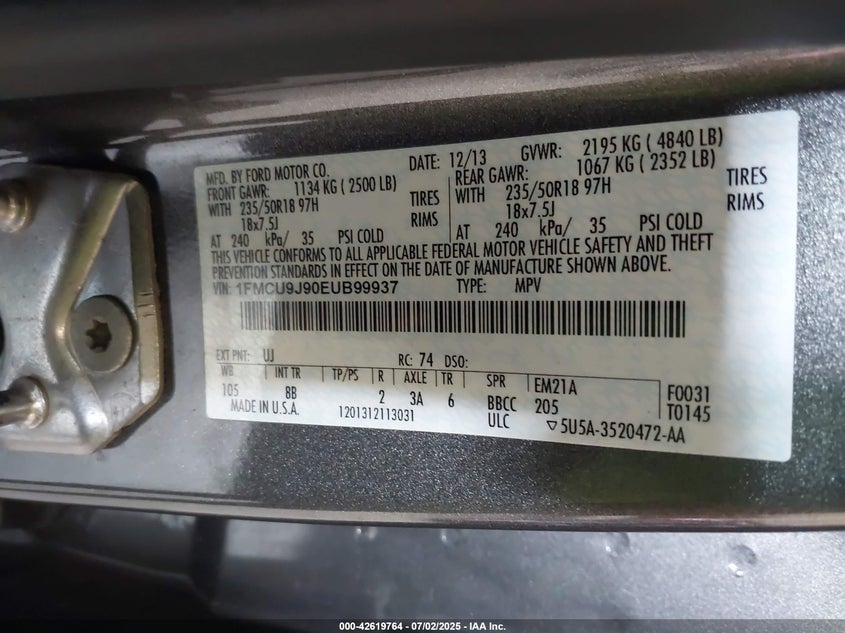 MFD. BY FORD MOTOR CO. DATE: 12/13 GVWR: 2195 KG ( 4840 LB)
FRONT GAWR: 1134 KG ( 2500 LB) REAR GAWR: 1067 KG ( 2352 LB)
WITH 235/50R18 97H TIRES WITH 235/50R18 97H TIRES
18x7.5J RIMS 18x7.5J RIMS
AT 240 kPa/ 35 PSI COLD AT 240 kPa/ 35 PSI COLD
THIS VEHICLE CONFORMS TO ALL APPLICABLE FEDERAL MOTOR VEHICLE SAFETY AND THEFT
PREVENTION STANDARDS IN EFFECT ON THE DATE OF MANUFACTURE SHOWN ABOVE.
VIN: 1FMCU9J90EUB99937 TYPE: MPV
EXT PNT: UJ RC: 74 DSO:
WB INT TR TP/PS R AXLE TR SPR EM21A F0031
105 8B 2 3A 6 BBCC 205 T0145
MADE IN U.S.A. 1201312113031 ULC ▽5U5A-3520472-AA
000-42619764 - 07/02/2025 - IAA Inc.